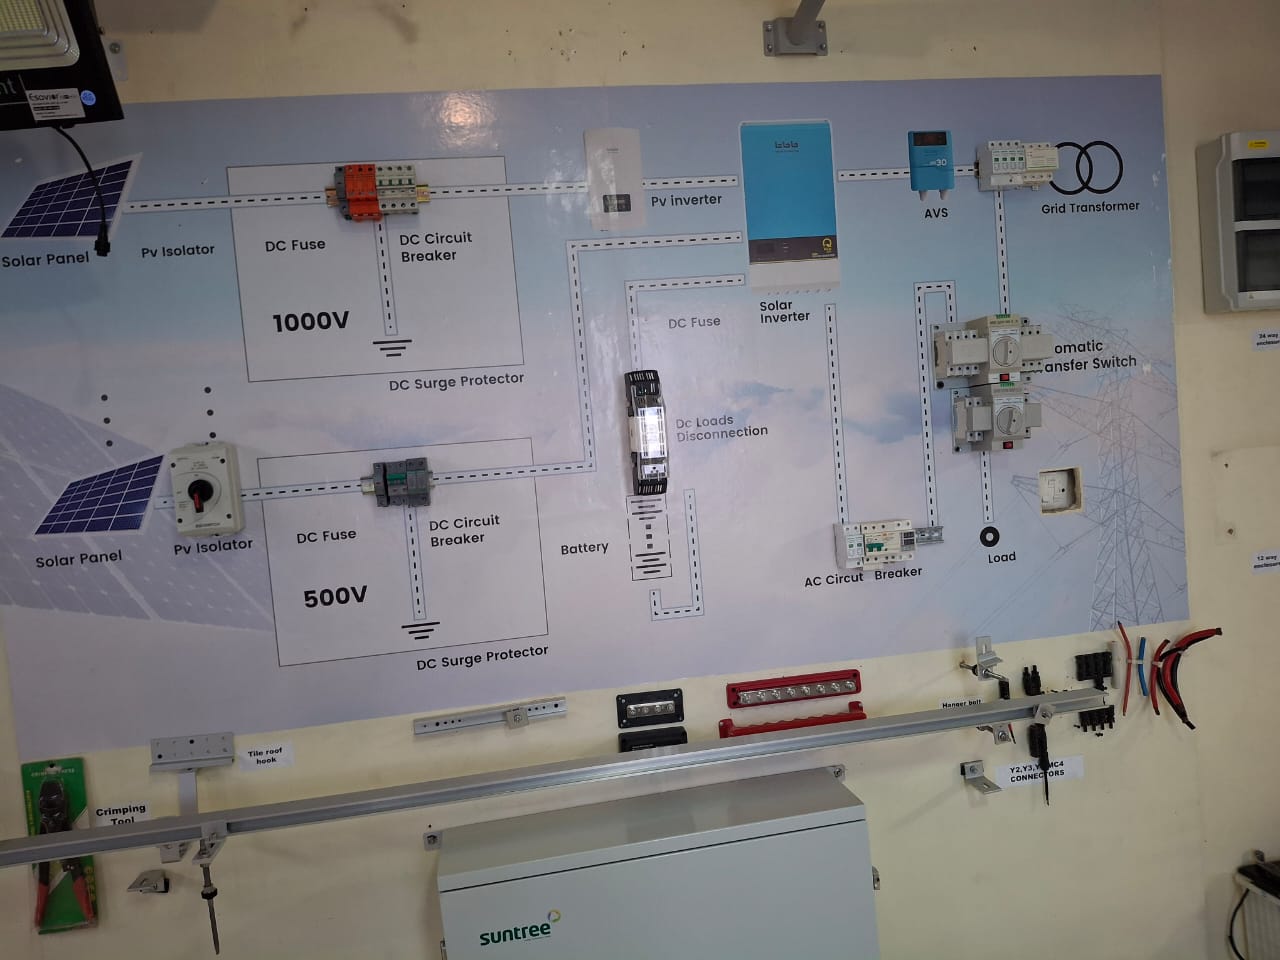 Esavior
Solar Panel
Pv Isolator
DC Fuse
DC Circuit
Breaker
1000V
DC Surge Protector
Pv inverter
Solar
Inverter
30
AVS
Grid Transformer
DC Fuse
Dc Loads
Disconnection
omatic
ansfer Switch
Solar Panel
Pv Isolator
DC Fuse
DC Circuit
Breaker
500V
DC Surge Protector
Battery
AC Circut Breaker
Load
24 way
enclosure
12 way
enclosure
Tile roof
hook
Crimping
Tool
Hanger bolt
Y2,Y3,Y MC4
CONNECTORS
suntree